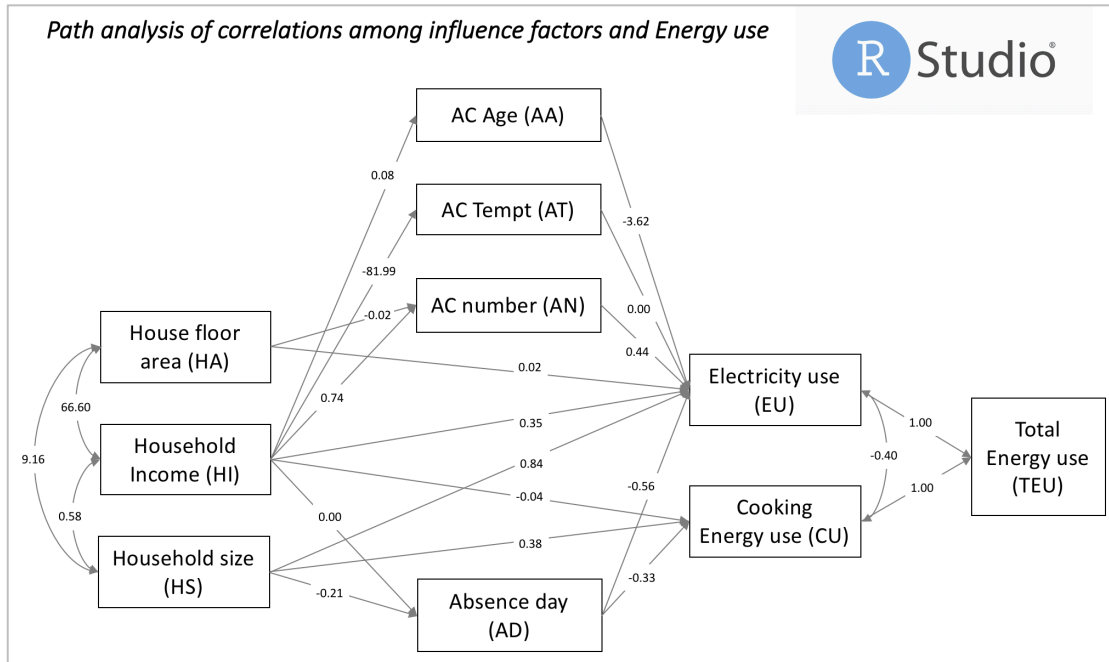 Path analysis of correlations among influence factors and Energy use
R Studio®
AC Age (AA)
0.08
AC Tempt (AT)
-3.62
-81.99
AC number (AN)
-0.02
0.00
House floor
area (HA)
0.44
0.02
Electricity use
(EU)
66.60
0.74
0.35
1.00
Household
Income (HI)
Total
Energy use
(TEU)
9.16
0.84
-0.40
-0.56
1.00
-0.04
0.58
0.00
Cooking
Energy use (CU)
0.38
Household size
(HS)
-0.33
-0.21
Absence day
(AD)